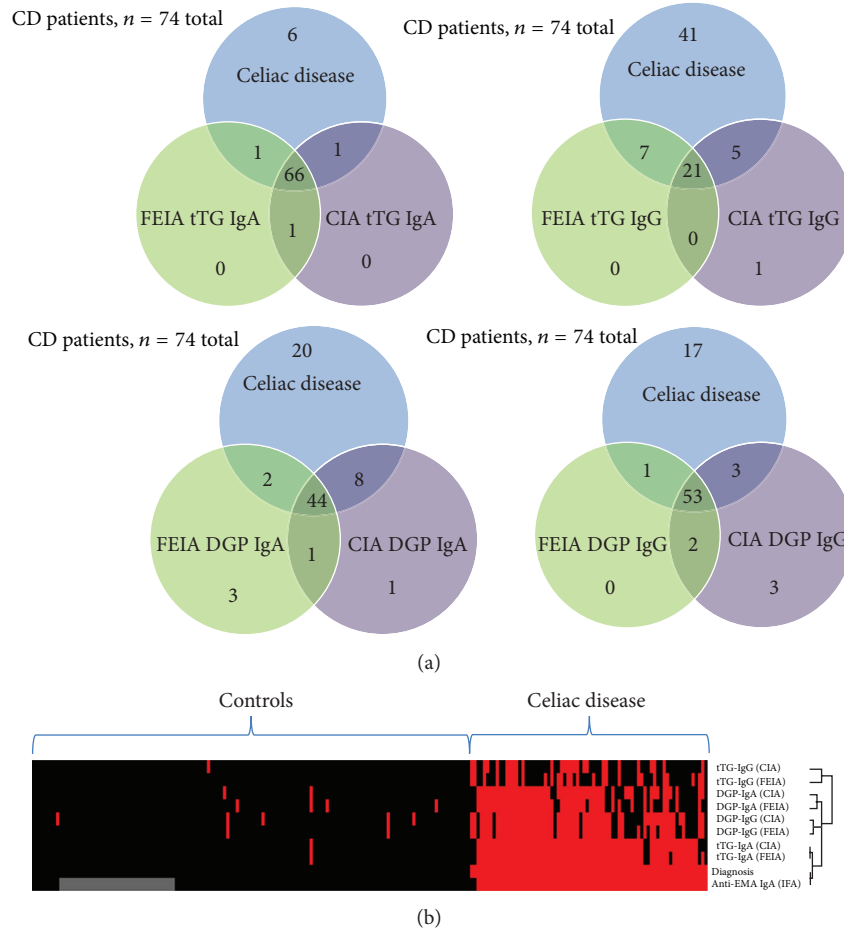 CD patients, n = 74 total
6
Celiac disease
1
1
66
FEIA tTG IgA
CIA tTG IgA
1
0
0
CD patients, n = 74 total
41
Celiac disease
7
5
21
FEIA tTG IgG
CIA tTG IgG
0
0
1
CD patients, n = 74 total
20
Celiac disease
2
8
44
FEIA DGP IgA
CIA DGP IgA
1
3
1
CD patients, n = 74 total
17
Celiac disease
1
3
53
FEIA DGP IgG
CIA DGP IgG
2
0
3
(a)
Controls
Celiac disease
tTG-IgG (CIA)
tTG-IgG (FEIA)
DGP-IgA (CIA)
DGP-IgA (FEIA)
DGP-IgG (CIA)
DGP-IgG (FEIA)
tTG-IgA (CIA)
tTG-IgA (FEIA)
Diagnosis
Anti-EMA IgA (IFA)
(b)